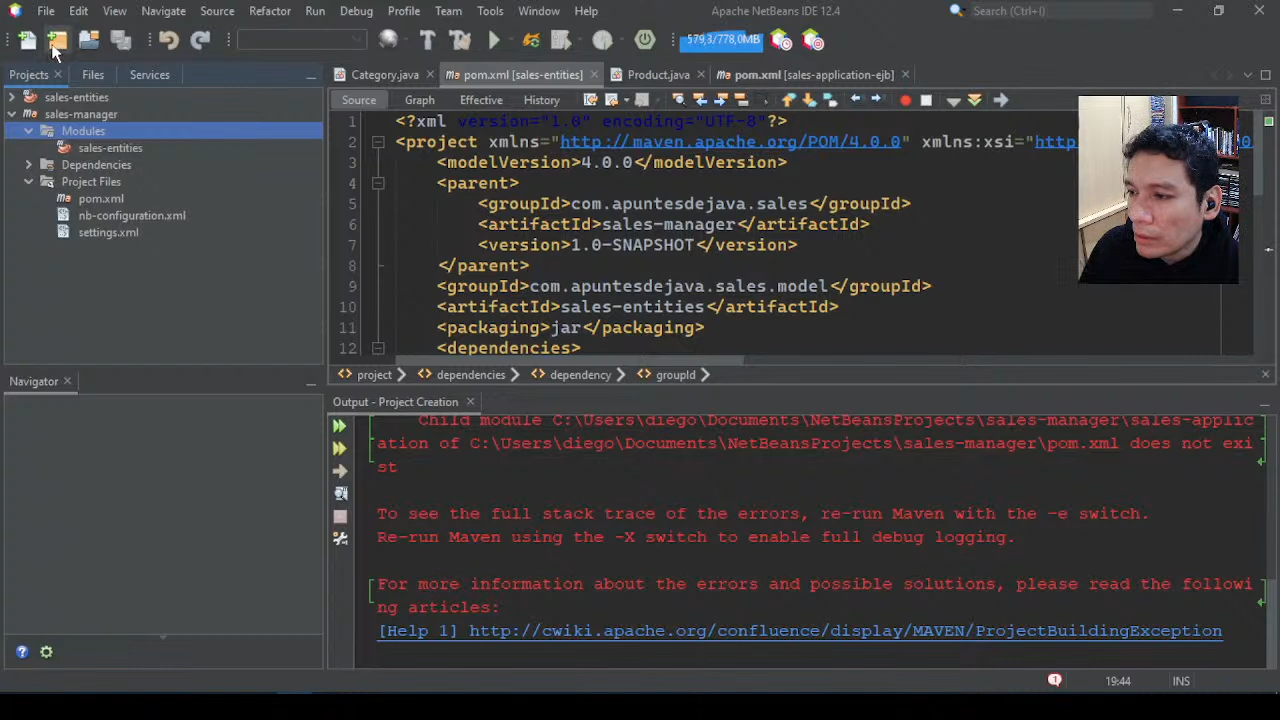 File Edit View Navigate Source Refactor Run Debug Profile Team Tools Window Help
Apache NetBeans IDE 12.4
Search (Ctrl+I)
579,3/778,0MB
Projects
Files
Services
sales-entities
sales-manager
Modules
sales-entities
Dependencies
Project Files
pom.xml
nb-configuration.xml
settings.xml
Navigator
Category.java
pom.xml [sales-entities]
Product.java
pom.xml [sales-application-ejb]
Source Graph Effective History
1 <?xml version="1.0" encoding="UTF-8"?>
2 <project xmlns="http://maven.apache.org/POM/4.0.0" xmlns:xsi="http
3 <modelVersion>4.0.0</modelVersion>
4 <parent>
5 <groupId>com.apuntesdejava.sales</groupId>
6 <artifactId>sales-manager</artifactId>
7 <version>1.0-SNAPSHOT</version>
8 </parent>
9 <groupId>com.apuntesdejava.sales.model</groupId>
10 <artifactId>sales-entities</artifactId>
11 <packaging>jar</packaging>
12 <dependencies>
project dependencies dependency groupId
Output - Project Creation
Child module C:\Users\diego\Documents\NetBeansProjects\sales-manager\sales-applic
ation of C:\Users\diego\Documents\NetBeansProjects\sales-manager\pom.xml does not exi
st
To see the full stack trace of the errors, re-run Maven with the -e switch.
Re-run Maven using the -X switch to enable full debug logging.
For more information about the errors and possible solutions, please read the followi
ng articles:
[Help 1] http://cwiki.apache.org/confluence/display/MAVEN/ProjectBuildingException
1
19:44
INS